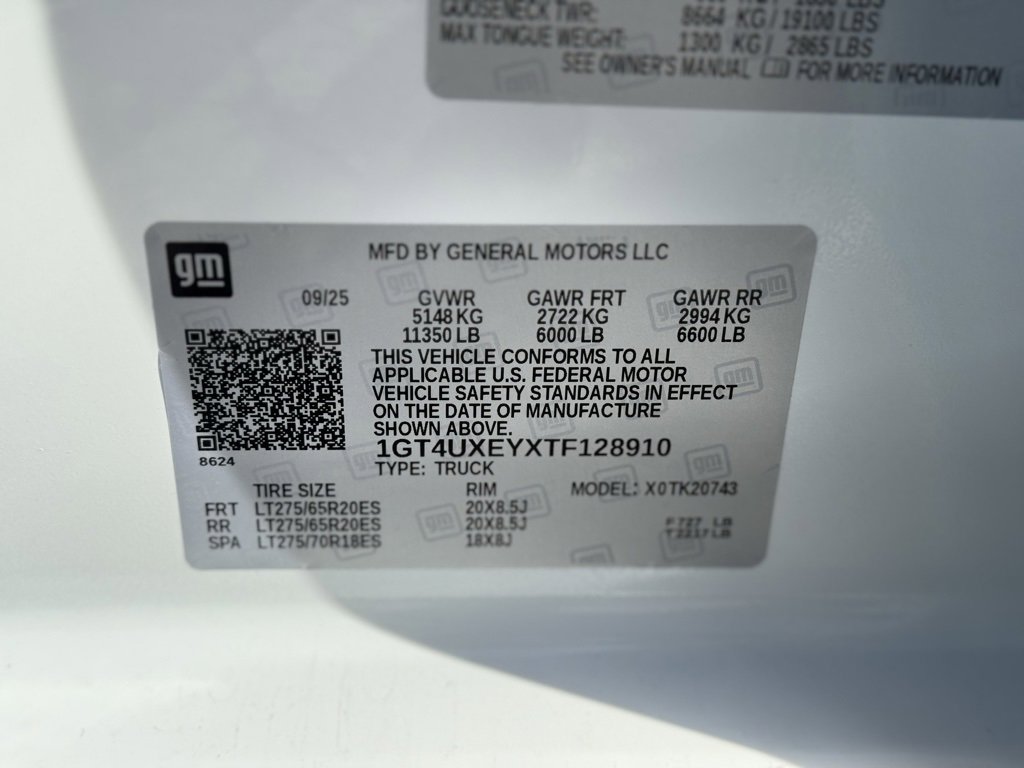 GOOSENECK TWR: 8664 KG / 19100 LBS
MAX TONGUE WEIGHT: 1300 KG / 2865 LBS
SEE OWNER'S MANUAL FOR MORE INFORMATION
gm
MFD BY GENERAL MOTORS LLC
09/25 GVWR GAWR FRT GAWR RR
5148 KG 2722 KG 2994 KG
11350 LB 6000 LB 6600 LB
THIS VEHICLE CONFORMS TO ALL
APPLICABLE U.S. FEDERAL MOTOR
VEHICLE SAFETY STANDARDS IN EFFECT
ON THE DATE OF MANUFACTURE
SHOWN ABOVE.
1GT4UXEYXTF128910
8624
TYPE: TRUCK
TIRE SIZE RIM MODEL: X0TK20743
FRT LT275/65R20ES 20X8.5J
RR LT275/65R20ES 20X8.5J F 727 LB
SPA LT275/70R18ES 18X8J T2217 LB